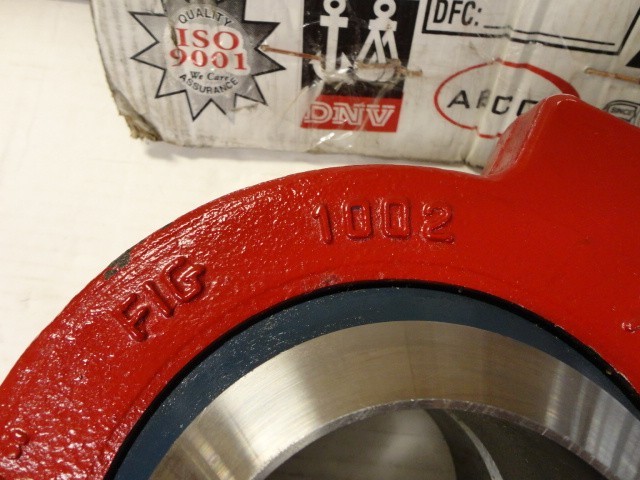 QUALITY
ISO
9001
We Care
ASSURANCE
DNV
DFC:
FIG 1002